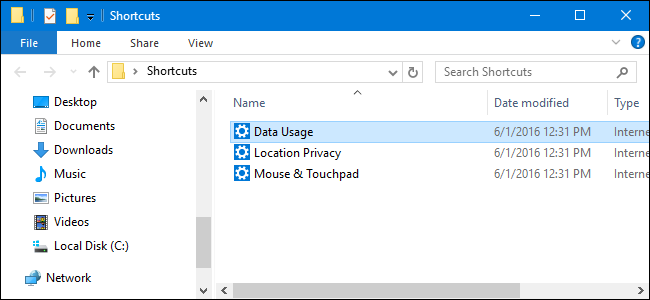 Shortcuts
File Home Share View
Shortcuts Search Shortcuts
Desktop
Documents
Downloads
Music
Pictures
Videos
Local Disk (C:)
Network
Name Date modified Type
Data Usage 6/1/2016 12:31 PM Interne
Location Privacy 6/1/2016 12:31 PM Interne
Mouse & Touchpad 6/1/2016 12:31 PM Interne